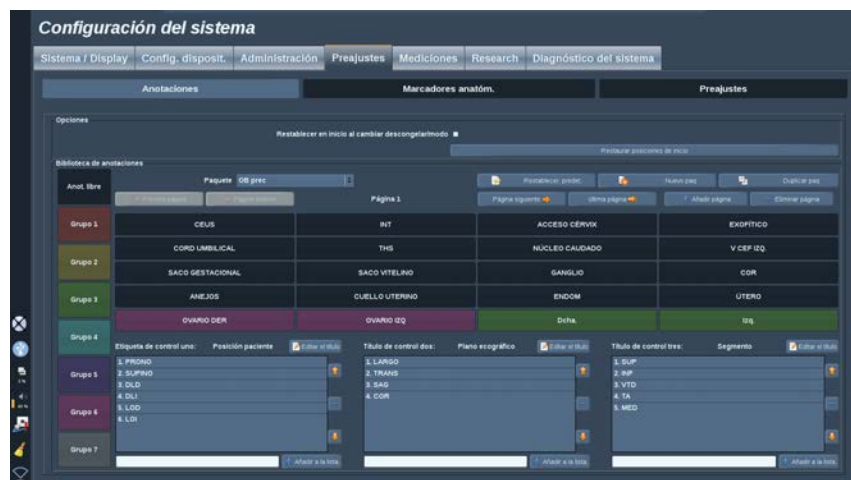 Configuración del sistema
Sistema / Display Config. disposit. Administración Preajustes Mediciones Research Diagnóstico del sistema
Anotaciones Marcadores anatóm. Preajustes
Opciones
Restablecer en inicio al cambiar descongelar/modo
Restaurar posiciones de inicio
Biblioteca de anotaciones
Anot. libre Paquete OB prec Restablecer predet. Nuevo paq Duplicar paq
Página 1 Página siguiente Última página Añadir página Eliminar página
Grupo 1 CEUS INT ACCESO CÉRVIX EXOFÍTICO
CORD UMBILICAL THS NÚCLEO CAUDADO V CEF IZQ.
Grupo 2
SACO GESTACIONAL SACO VITELINO GANGLIO COR
Grupo 3 ANEJOS CUELLO UTERINO ENDOM ÚTERO
OVARIO DER OVARIO IZQ Dcha. Izq.
Grupo 4
Etiqueta de control uno: Posición paciente Editar el título Título de control dos: Plano ecográfico Editar el título Título de control tres: Segmento Editar el título
1. PRONO 1. LARGO 1. SUP
Grupo 5 2. SUPINO 2. TRANS 2. INF
3. DLD 3. SAG 3. VTD
4. DLI 4. COR 4. TA
Grupo 6 5. LOD 5. MED
6. LOI
Grupo 7
Añadir a la lista Añadir a la lista Añadir a la lista